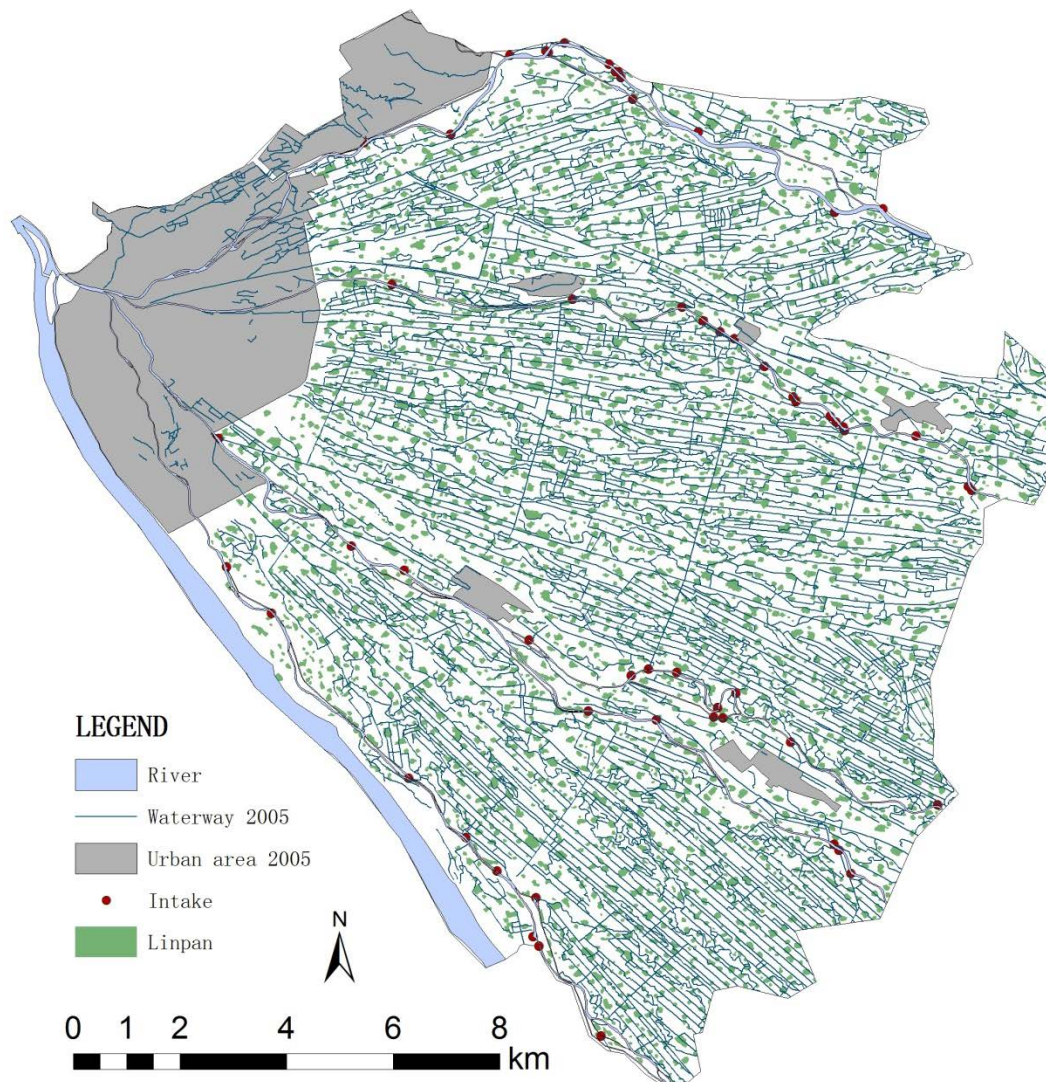 LEGEND
River
Waterway 2005
Urban area 2005
Intake
Linpan
N
0 1 2 4 6 8
km